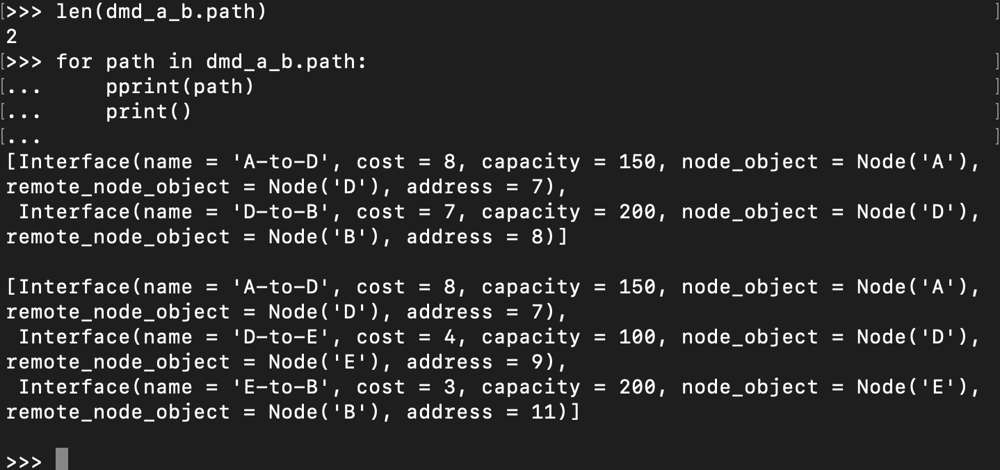 [>>> len(dmd_a_b.path) ]
2
[>>> for path in dmd_a_b.path: ]
[...     pprint(path) ]
[...     print() ]
[... ]
[Interface(name = 'A-to-D', cost = 8, capacity = 150, node_object = Node('A'),
remote_node_object = Node('D'), address = 7),
 Interface(name = 'D-to-B', cost = 7, capacity = 200, node_object = Node('D'),
remote_node_object = Node('B'), address = 8)]

[Interface(name = 'A-to-D', cost = 8, capacity = 150, node_object = Node('A'),
remote_node_object = Node('D'), address = 7),
 Interface(name = 'D-to-E', cost = 4, capacity = 100, node_object = Node('D'),
remote_node_object = Node('E'), address = 9),
 Interface(name = 'E-to-B', cost = 3, capacity = 200, node_object = Node('E'),
remote_node_object = Node('B'), address = 11)]

>>>